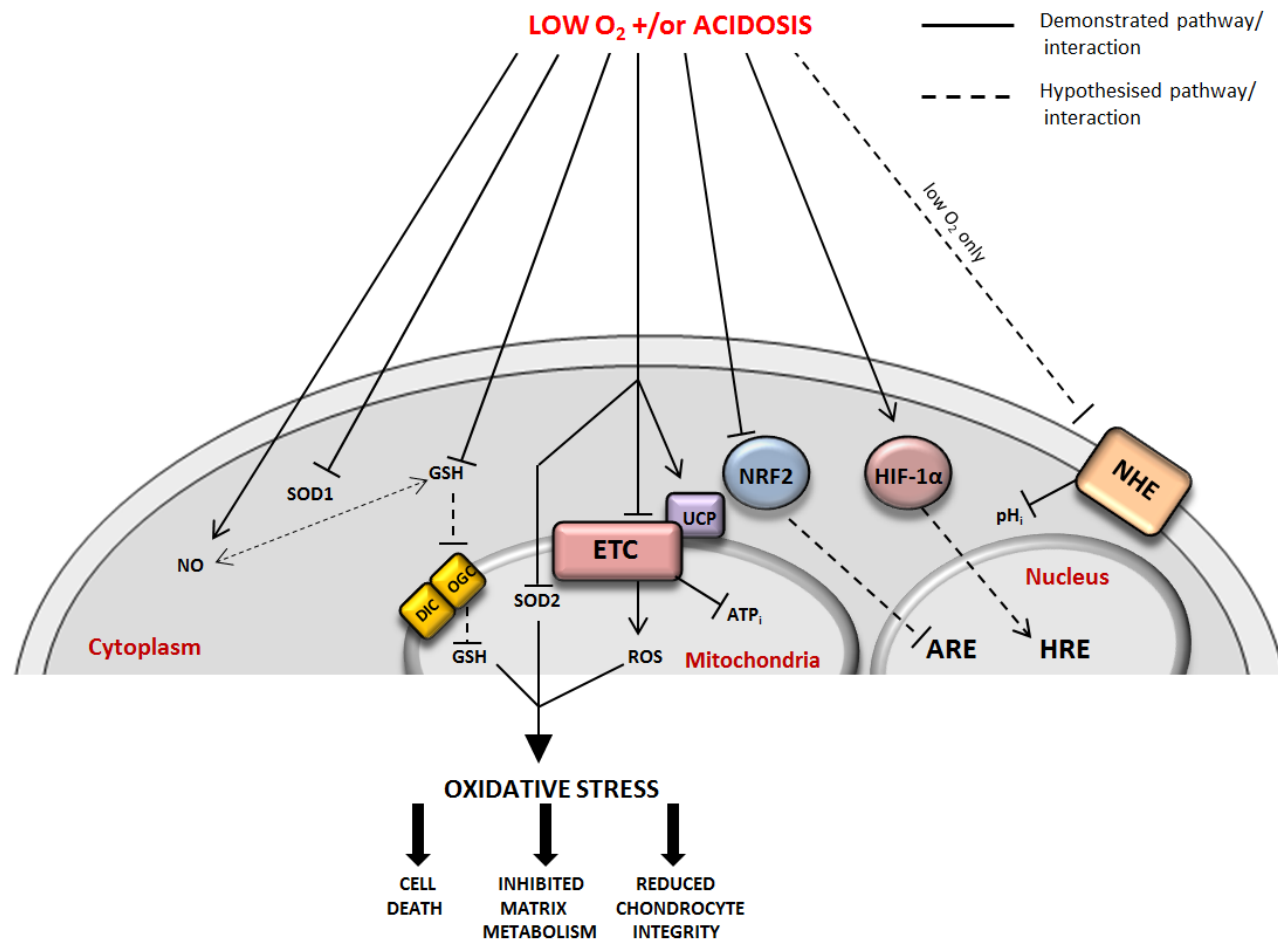 LOW O₂ +/or ACIDOSIS
Demonstrated pathway/
interaction
Hypothesised pathway/
interaction
low O₂ only
GSH
SOD1
NO
NRF2
HIF-1α
NHE
UCP
pHᵢ
ETC
OGC
DIC
SOD2
ATPᵢ
Nucleus
Cytoplasm
GSH
ROS
Mitochondria
ARE
HRE
OXIDATIVE STRESS
CELL
DEATH
INHIBITED
MATRIX
METABOLISM
REDUCED
CHONDROCYTE
INTEGRITY